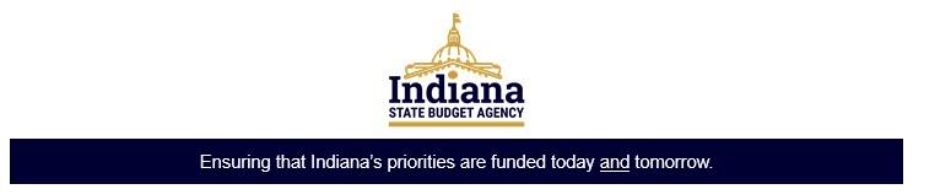 Indiana
STATE BUDGET AGENCY
Ensuring that Indiana's priorities are funded today and tomorrow.